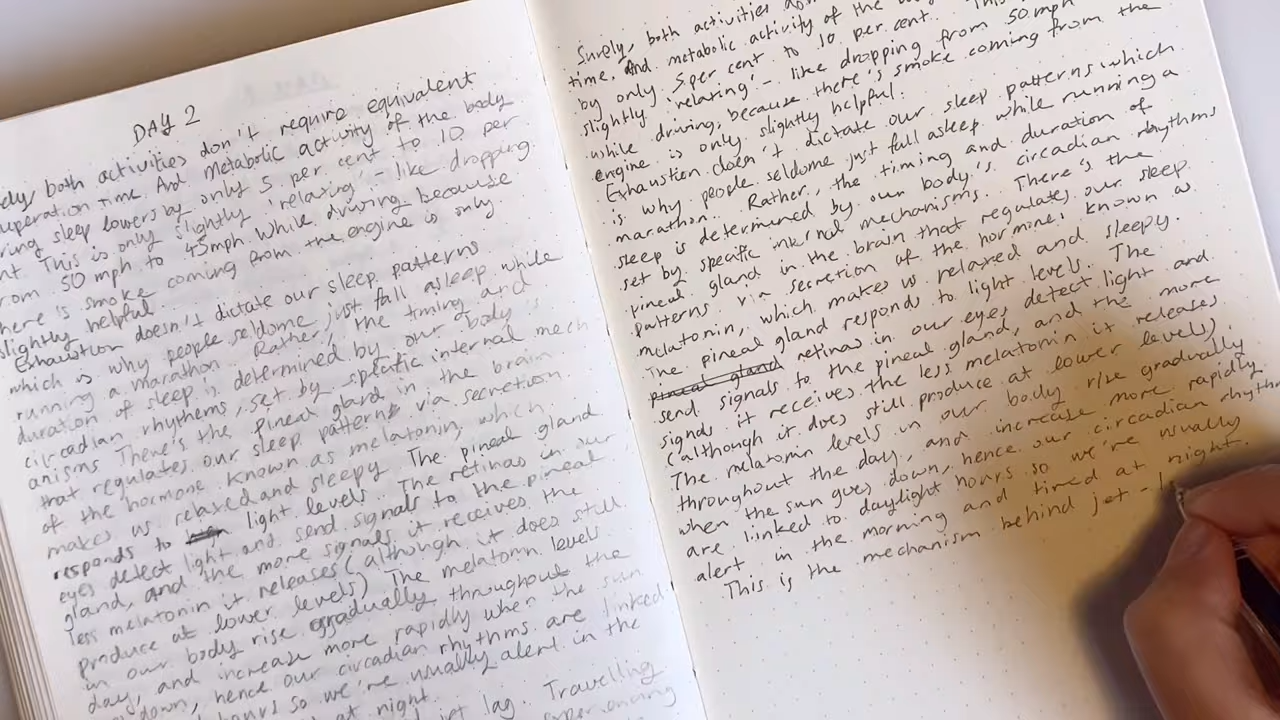 DAY 2
both activities don't require equivalent
time. And Metabolic activity of the body
sleep lowers by only 5 per cent to 10 per
This is only slightly 'relaxing' - like dropping
50 mph to 45mph while driving because
there is smoke coming from the engine is only
slightly helpful.
Exhaustion doesn't dictate our sleep patterns
which is why people seldome just fall asleep while
running a marathon. Rather, the timing and
duration of sleep is determined by our body's
circadian rhythems, set by specific internal mech
anisms. There's the pineal gland in the brain
that regulates our sleep patterns via secretion
of the hormone known as melatonin, which
makes us relaxed and sleepy. The pineal gland
responds to light levels. The retinas in our
eyes detect light and send signals to the pineal
gland, and the more signals it receives the
less melatonin it releases (although it does still
produce at lower levels) The melatonin levels
in our body rise gradually throughout the
day, and increase more rapidly when the sun
down, hence our circadian rhythms are linked
hours so we're usually alert in the
at night.
jet lag. Travelling
Surely, both activities
time. And metabolic activity of the
by only 5 per cent to 10 per cent. This
slightly 'relating' - like dropping from 50 mph
while driving, because there's smoke coming from the
engine is only slightly helpful.
Exhaustion doesn't dictate our sleep patterns which
is why people seldome just fall asleep while running a
marathon. Rather, the timing and duration of
sleep is determined by our body's circadian rhythms
set by specific internal mechanisms. There's the
pineal gland in the brain that regulates our sleep
patterns via secretion of the hormone known as
melatonin, which makes us relaxed and sleepy.
The pineal gland responds to light levels. The
pineal gland retinas in our eyes detect light and
send signals to the pineal gland, and the more
signals it receives the less melatonin it releases
(although it does still produce at lower levels).
The melatonin levels in our body rise gradually
throughout the day, and increase more rapidly
when the sun goes down, hence our circadian rhythm
are linked to daylight hours so we're usually
alert in the morning and tired at night.
This is the mechanism behind jet-l